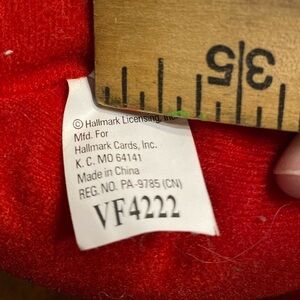 35
© Hallmark Licensing, Inc.
Mfd. For
Hallmark Cards, Inc.
K. C. MO 64141
Made in China
REG. NO. PA-9785 (CN)
VF4222